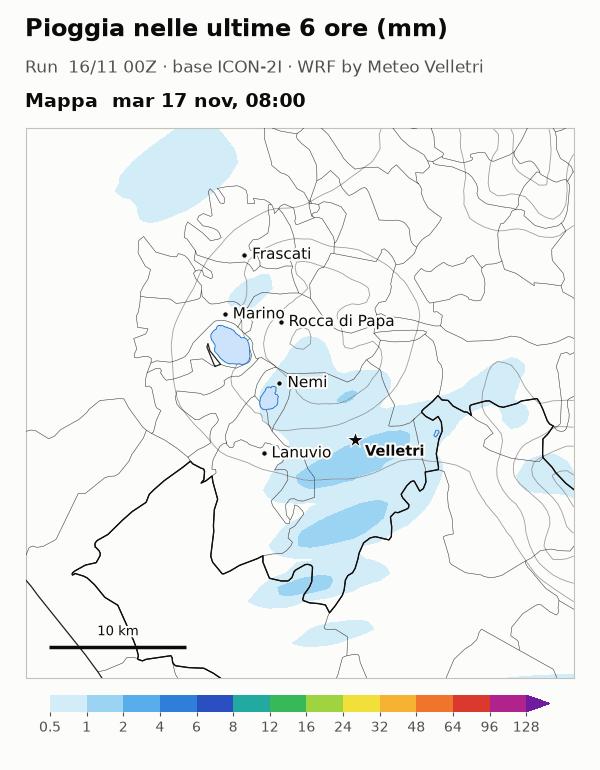 Pioggia nelle ultime 6 ore (mm)
Run 16/11 00Z · base ICON-2I · WRF by Meteo Velletri
Mappa mar 17 nov, 08:00
Frascati
Marino
Rocca di Papa
Nemi
Velletri
Lanuvio
10 km
0.5 1 2 4 6 8 12 16 24 32 48 64 96 128